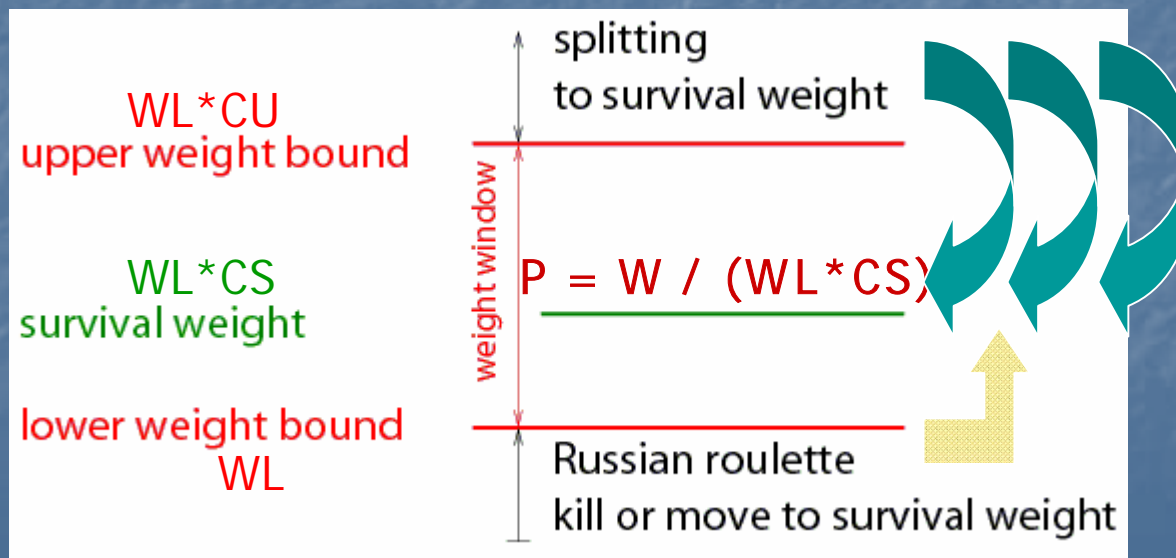 splitting
to survival weight
WL*CU
upper weight bound
weight window
WL*CS
survival weight
P = W / (WL*CS)
lower weight bound
WL
Russian roulette
kill or move to survival weight